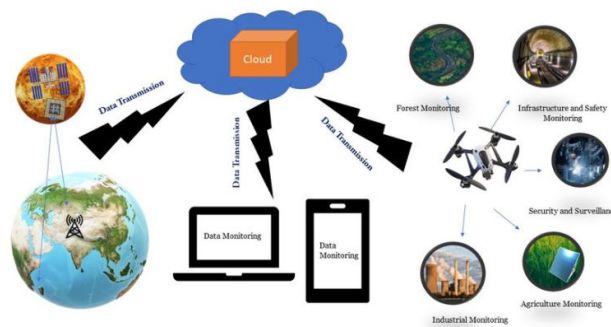 Cloud
Data Transmission
Data Transmission
Data Transmission
Forest Monitoring
Infrastructure and Safety
Monitoring
Security and Surveillanc
Data Monitoring
Data
Monitoring
Industrial Monitoring
Agriculture Monitoring